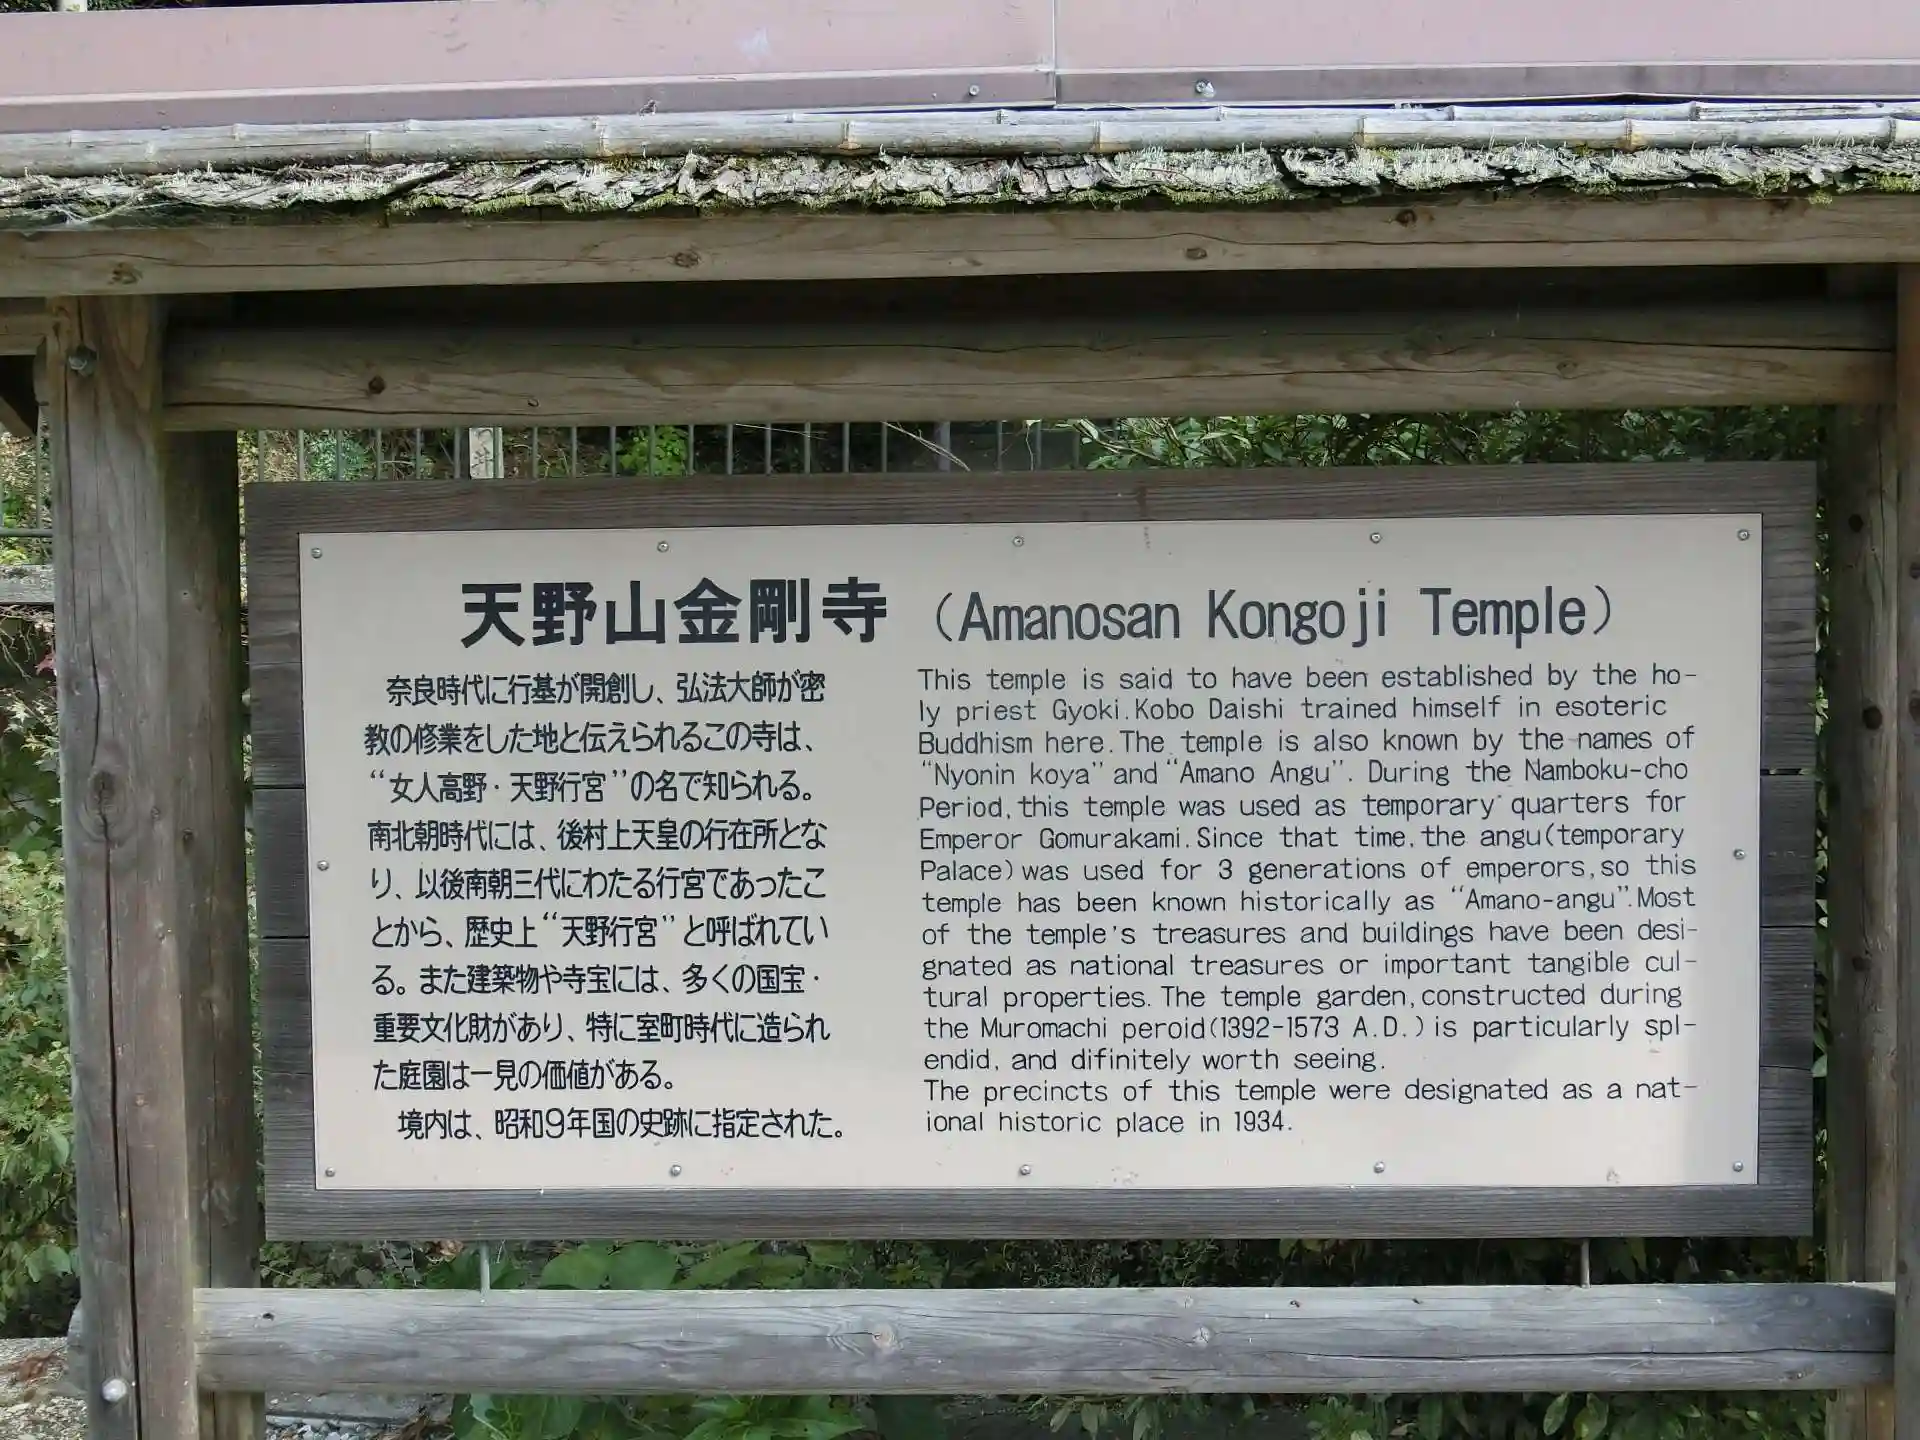 天野山金剛寺 (Amanosan Kongoji Temple)
奈良時代に行基が開創し、弘法大師が密
教の修業をした地と伝えられるこの寺は、
“女人高野・天野行宮”の名で知られる。
南北朝時代には、後村上天皇の行在所とな
り、以後南朝三代にわたる行宮であったこ
とから、歴史上“天野行宮”と呼ばれてい
る。また建築物や寺宝には、多くの国宝・
重要文化財があり、特に室町時代に造られ
た庭園は一見の価値がある。
境内は、昭和9年国の史跡に指定された。
This temple is said to have been established by the ho-
ly priest Gyoki.Kobo Daishi trained himself in esoteric
Buddhism here.The temple is also known by the names of
“Nyonin koya” and “Amano Angu”. During the Namboku-cho
Period,this temple was used as temporary quarters for
Emperor Gomurakami.Since that time,the angu(temporary
Palace)was used for 3 generations of emperors,so this
temple has been known historically as “Amano-angu”.Most
of the temple's treasures and buildings have been desi-
gnated as national treasures or important tangible cul-
tural properties. The temple garden,constructed during
the Muromachi peroid(1392-1573 A.D.)is particularly spl-
endid, and difinitely worth seeing.
The precincts of this temple were designated as a nat-
ional historic place in 1934.